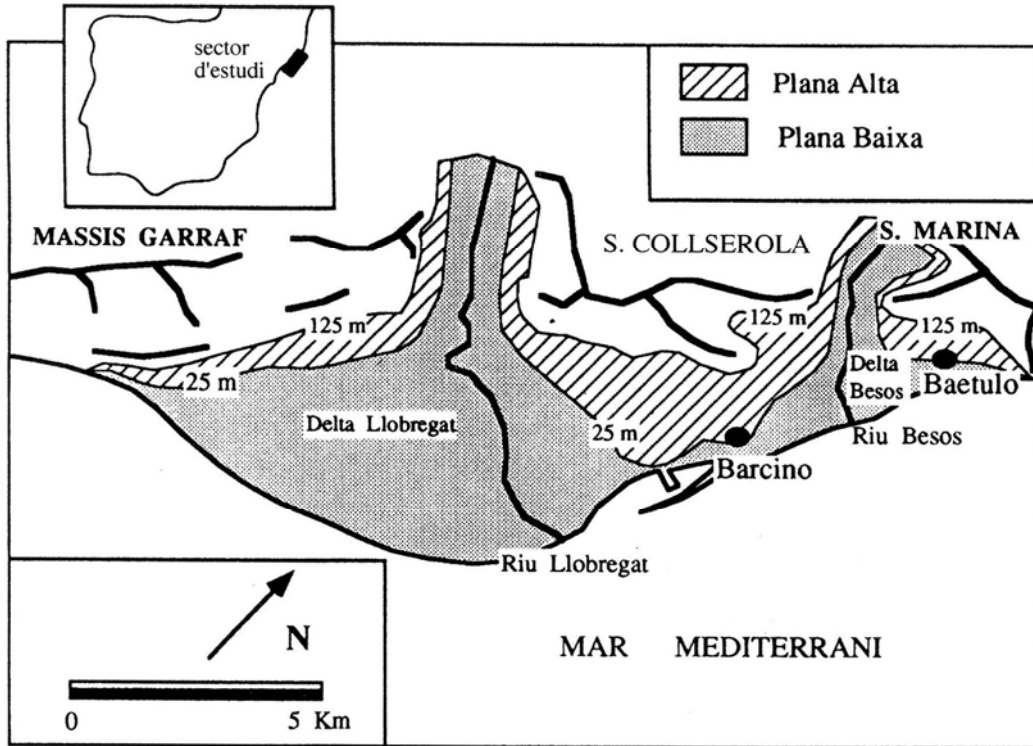 sector
d'estudi
Plana Alta
Plana Baixa
MASSIS GARRAF
S. COLLSEROLA
S. MARINA
125 m
125 m
125 m
25 m
Delta
Besos
Baetulo
Delta Llobregat
25 m
Riu Besos
Barcino
Riu Llobregat
N
MAR MEDITERRANI
0
5 Km